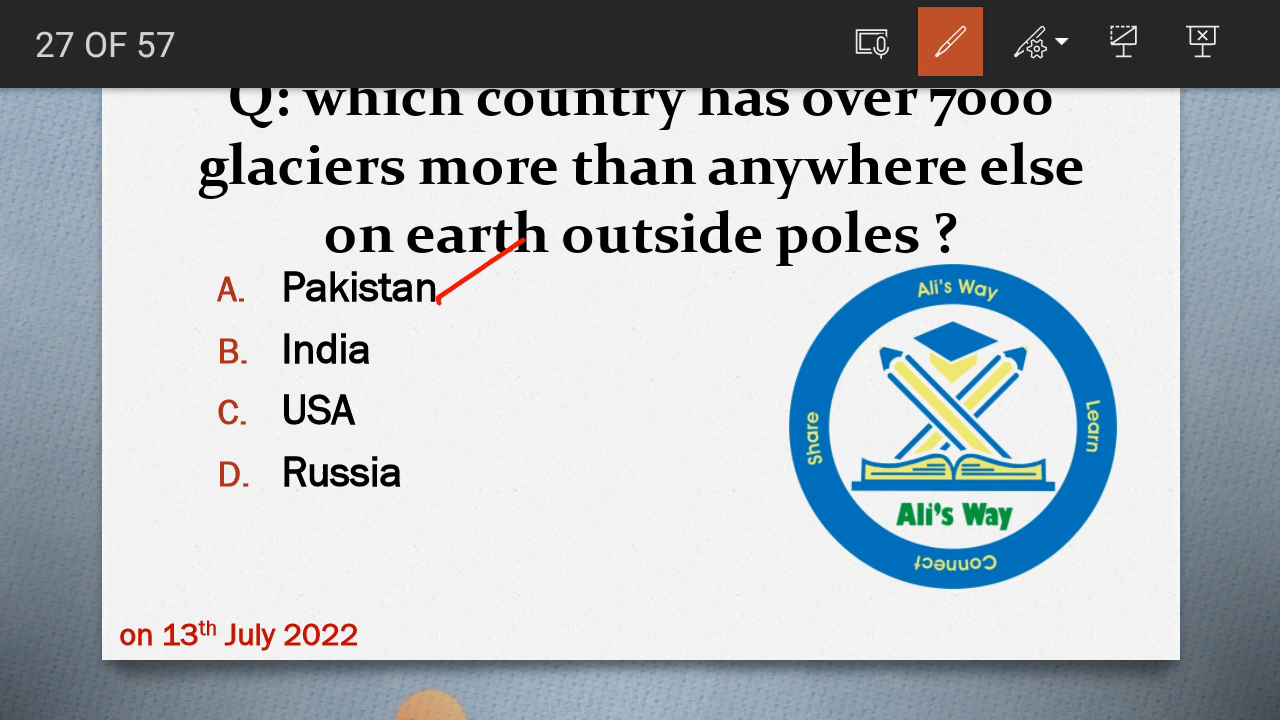 27 OF 57
Q: which country has over 7000
glaciers more than anywhere else
on earth outside poles ?
A. Pakistan
B. India
C. USA
D. Russia
Ali's Way
Share
Learn
Ali's Way
Connect
on 13th July 2022